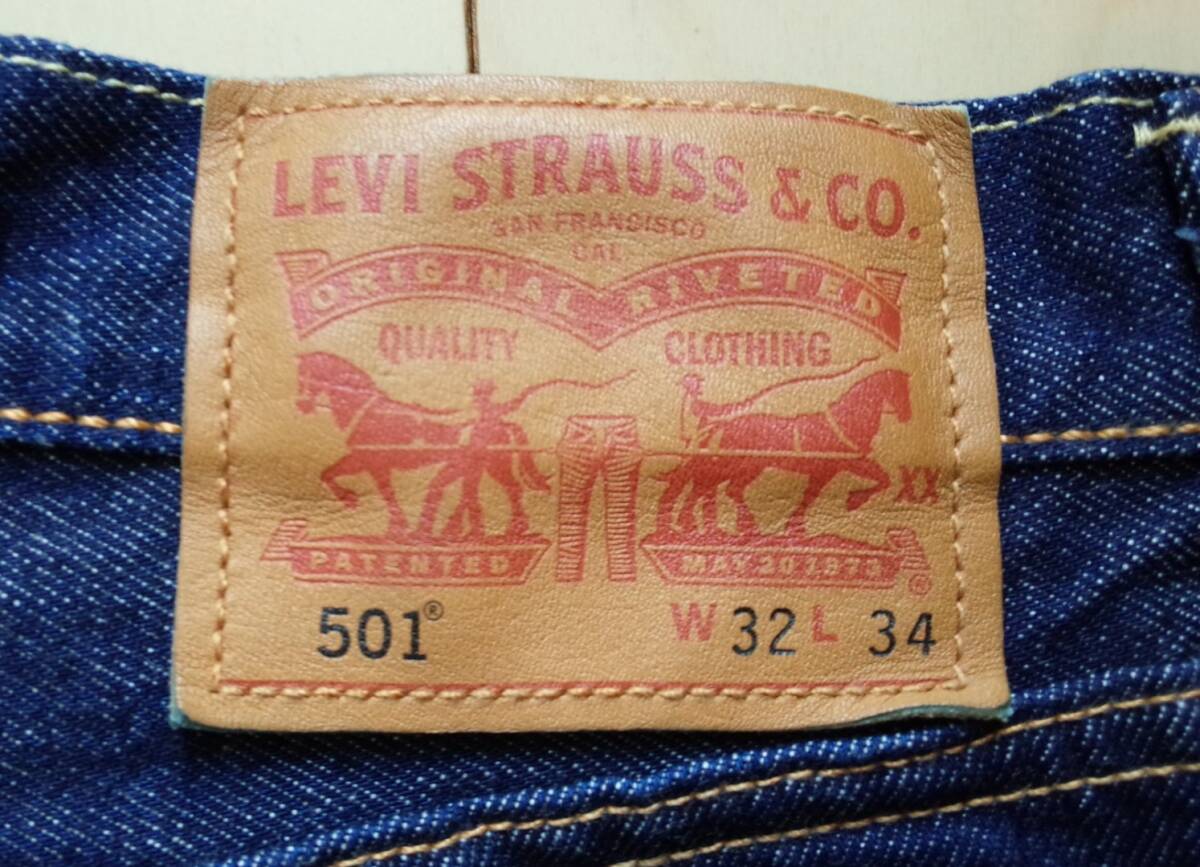 LEVI STRAUSS & CO.
SAN FRANCISCO
CAL
ORIGINAL RIVETED
QUALITY CLOTHING
XX
PATENTED MAY 20 1873
®
501® W 32 L 34